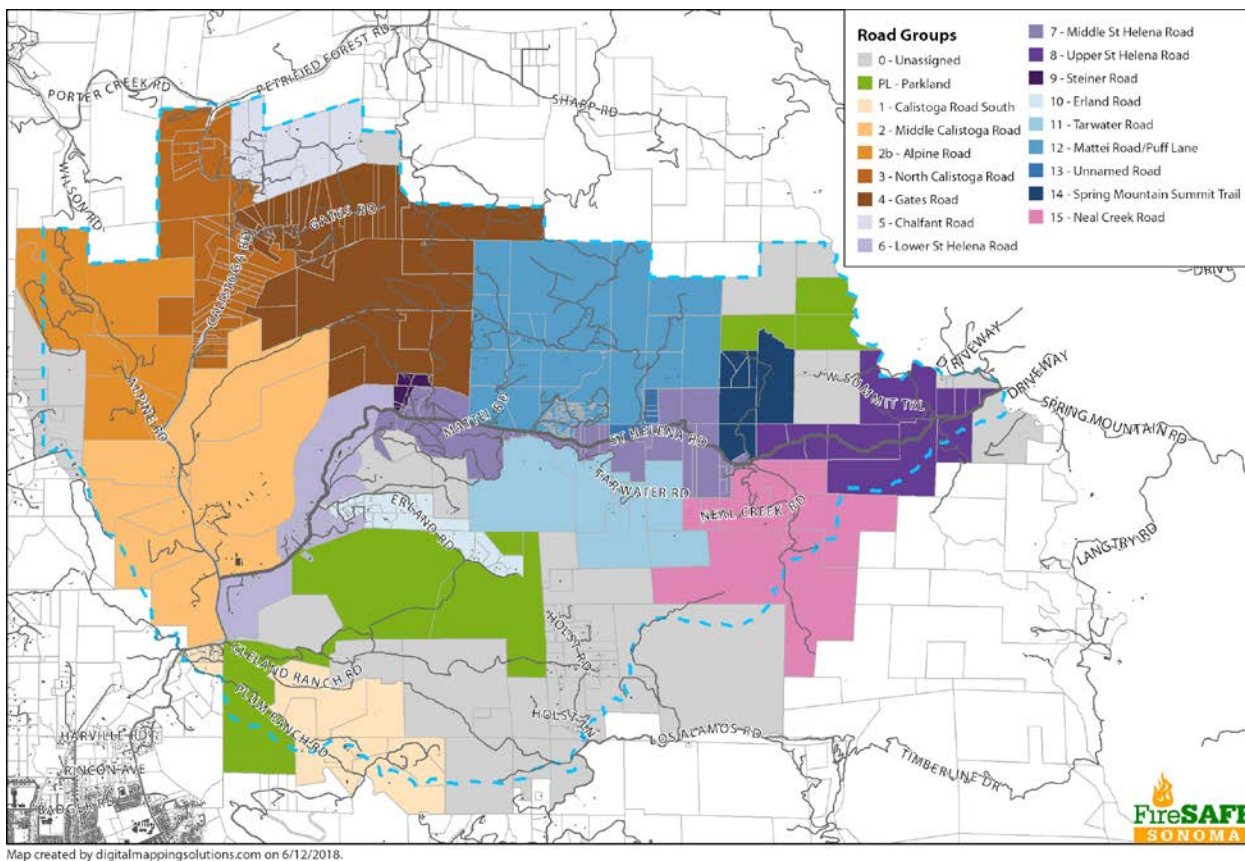 Road Groups
0 - Unassigned
PL - Parkland
1 - Calistoga Road South
2 - Middle Calistoga Road
2b - Alpine Road
3 - North Calistoga Road
4 - Gates Road
5 - Chalfant Road
6 - Lower St Helena Road
7 - Middle St Helena Road
8 - Upper St Helena Road
9 - Steiner Road
10 - Erland Road
11 - Tarwater Road
12 - Mattei Road/Puff Lane
13 - Unnamed Road
14 - Spring Mountain Summit Trail
15 - Neal Creek Road
PORTER CREEK RD
PETRIFIED FOREST RD
SHARP RD
WILSON RD
GATES RD
CALISTOGA RD
DRIVE
ALPINE RD
DRIVEWAY
DRIVEWAY
W SUMMIT TRL
SPRING MOUNTAIN RD
MATTEI RD
ST HELENA RD
TARWATER RD
ERLAND RD
NEAL CREEK RD
LANGTRY RD
HOLST RD
CLELAND RANCH RD
PLUM RANCH RD
HOLST LN
LOS ALAMOS RD
TIMBERLINE DR
HARVILLE RD
RINCON AVE
BADGER RD
FireSAFE
SONOMA
Map created by digitalmappingsolutions.com on 6/12/2018.